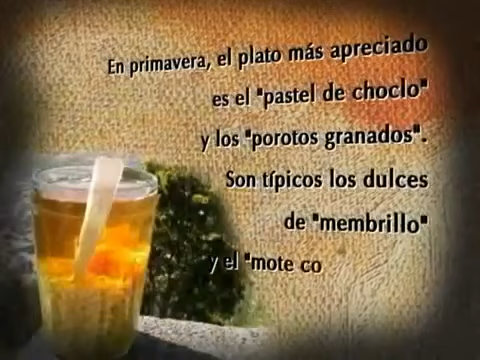 En primavera, el plato más apreciado
es el "pastel de choclo"
y los "porotos granados".
Son típicos los dulces
de "membrillo"
y el "mote co